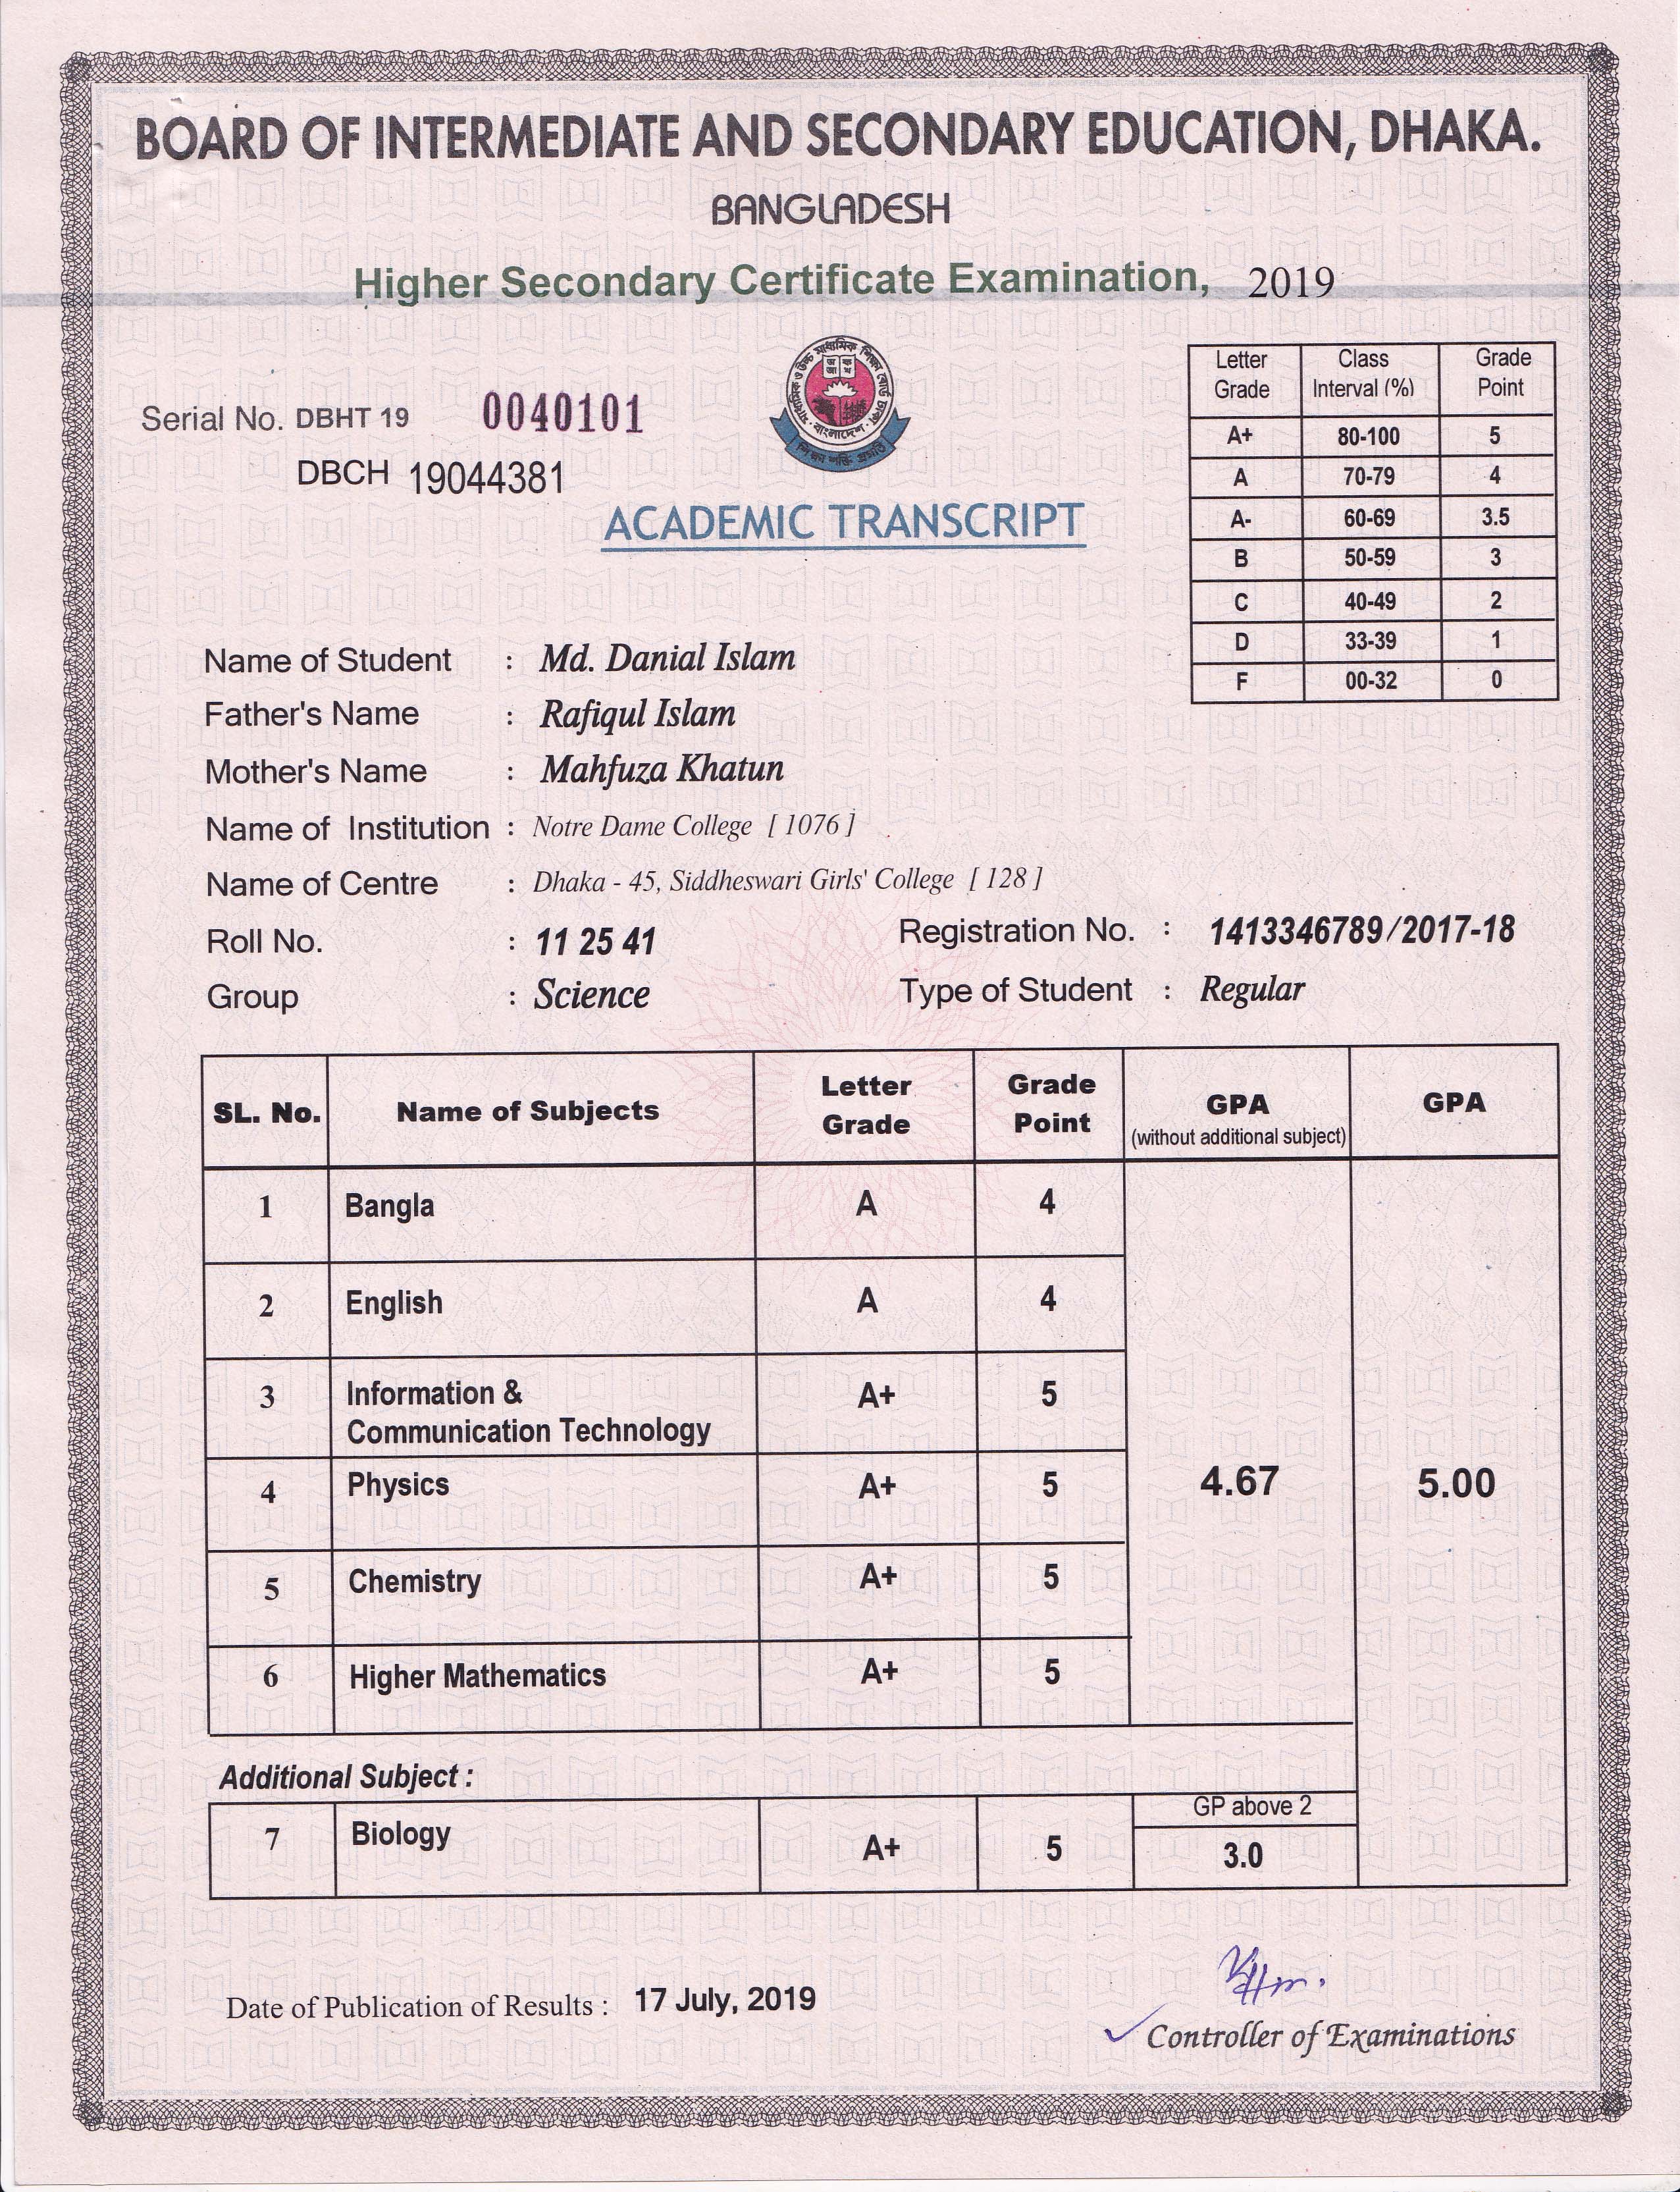 BOARD OF INTERMEDIATE AND SECONDARY EDUCATION, DHAKA.
BANGLADESH
Higher Secondary Certificate Examination, 2019
Serial No. DBHT 19 0040101
DBCH 19044381
মাধ্যমিক ও উচ্চ মাধ্যমিক শিক্ষা বোর্ড ঢাকা
অ ক
আ খ
বাংলাদেশ
শিক্ষা শক্তি প্রগতি
ACADEMIC TRANSCRIPT
Letter Grade Class Interval (%) Grade Point
A+ 80-100 5
A 70-79 4
A- 60-69 3.5
B 50-59 3
C 40-49 2
D 33-39 1
F 00-32 0
Name of Student : Md. Danial Islam
Father's Name : Rafiqul Islam
Mother's Name : Mahfuza Khatun
Name of Institution : Notre Dame College [ 1076 ]
Name of Centre : Dhaka - 45, Siddheswari Girls' College [ 128 ]
Roll No. : 11 25 41 Registration No. : 1413346789/2017-18
Group : Science Type of Student : Regular
SL. No. Name of Subjects Letter Grade Grade Point GPA (without additional subject) GPA
1 Bangla A 4
2 English A 4
3 Information & Communication Technology A+ 5
4 Physics A+ 5 4.67 5.00
5 Chemistry A+ 5
6 Higher Mathematics A+ 5
Additional Subject :
GP above 2
7 Biology A+ 5 3.0
Date of Publication of Results : 17 July, 2019
Controller of Examinations